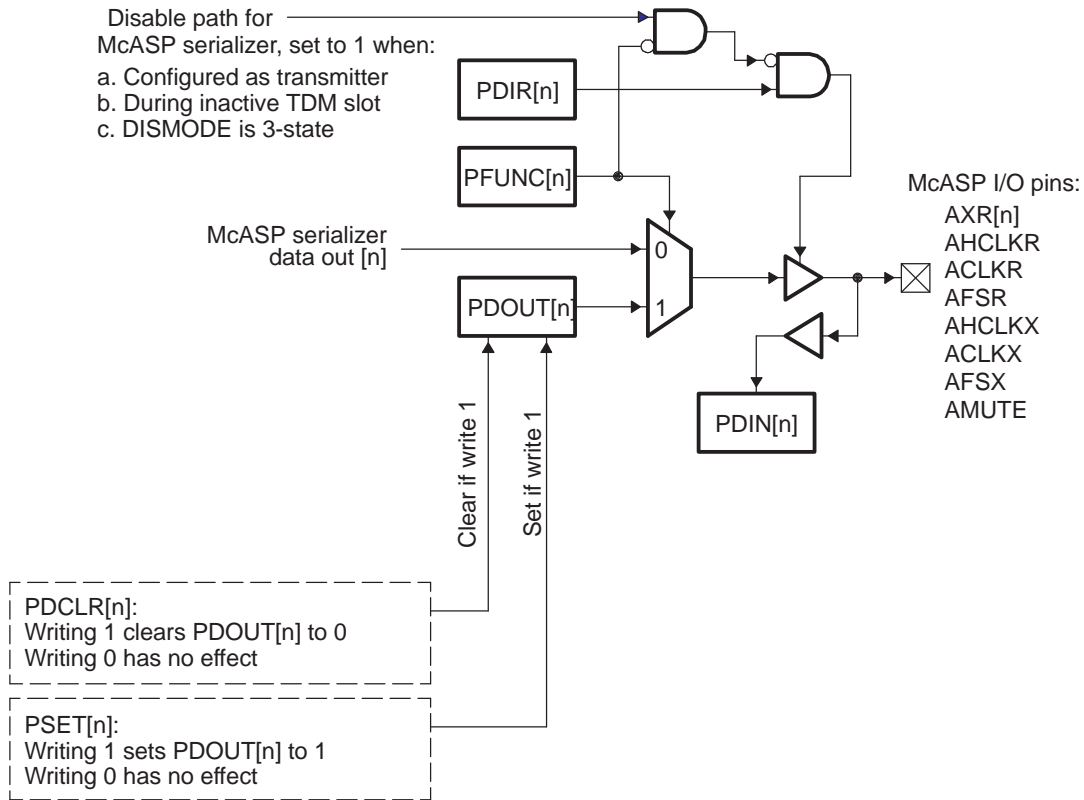 Disable path for
McASP serializer, set to 1 when:
a. Configured as transmitter
b. During inactive TDM slot
c. DISMODE is 3-state
PDIR[n]
PFUNC[n]
McASP serializer
data out [n]
0
1
PDOUT[n]
McASP I/O pins:
AXR[n]
AHCLKR
ACLKR
AFSR
AHCLKX
ACLKX
AFSX
AMUTE
PDIN[n]
Clear if write 1
Set if write 1
PDCLR[n]:
Writing 1 clears PDOUT[n] to 0
Writing 0 has no effect
PSET[n]:
Writing 1 sets PDOUT[n] to 1
Writing 0 has no effect